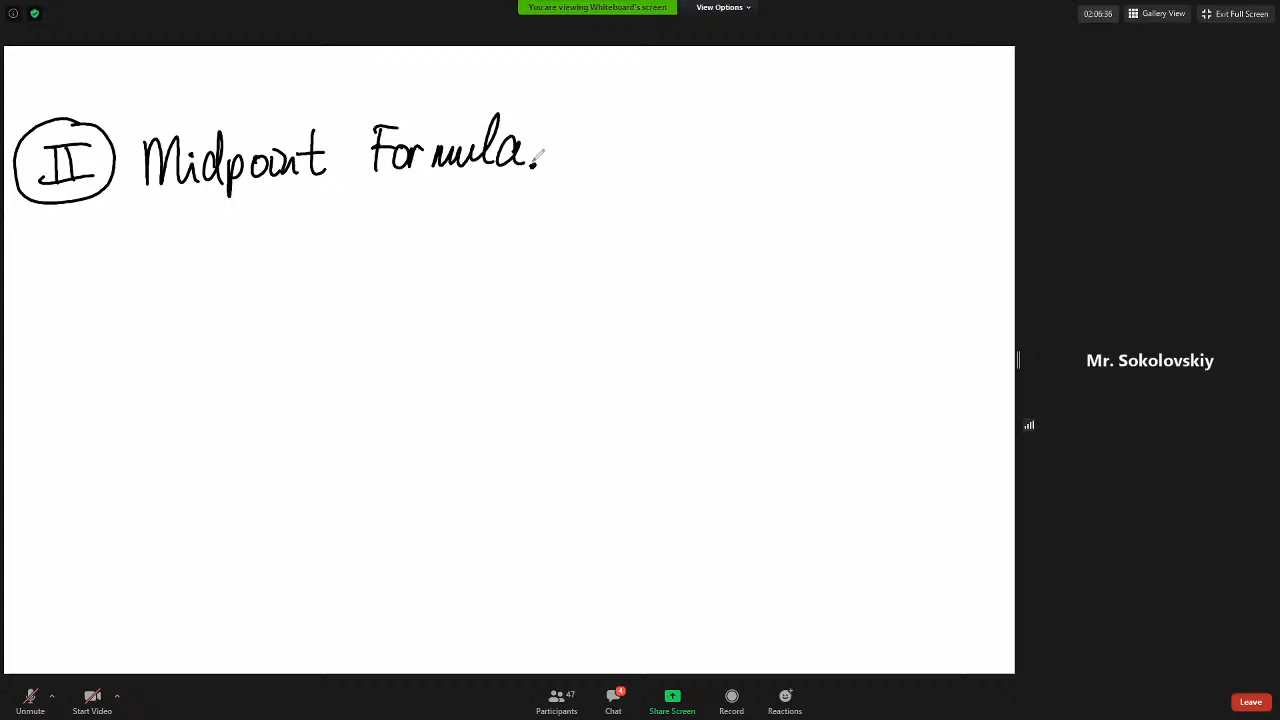 You are viewing Whiteboard's screen
View Options
02:06:36
Gallery View
Exit Full Screen
II Midpoint Formula.
Mr. Sokolovskiy
47
4
Unmute
Start Video
Participants
Chat
Share Screen
Record
Reactions
Leave